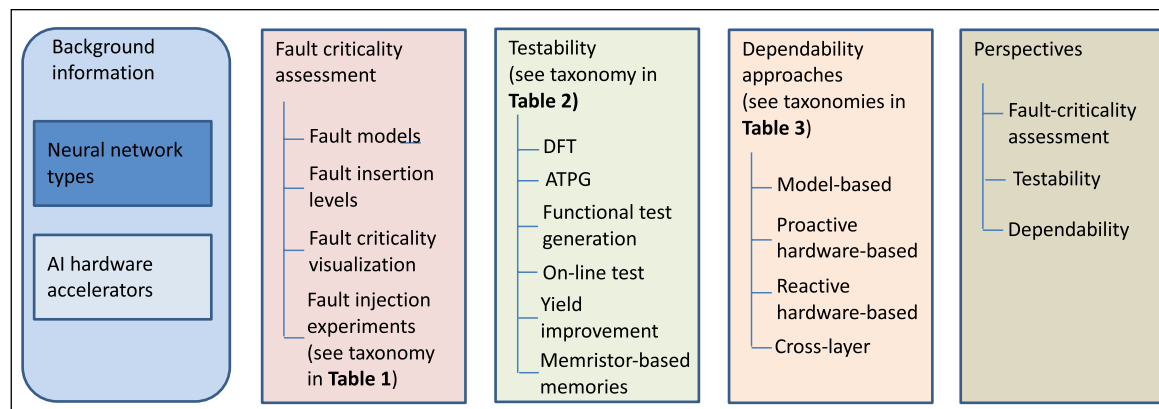 Background
information
Neural network
types
AI hardware
accelerators
Fault criticality
assessment
Fault models
Fault insertion
levels
Fault criticality
visualization
Fault injection
experiments
(see taxonomy
in Table 1)
Testability
(see taxonomy in
Table 2)
DFT
ATPG
Functional test
generation
On-line test
Yield
improvement
Memristor-based
memories
Dependability
approaches
(see taxonomies in
Table 3)
Model-based
Proactive
hardware-based
Reactive
hardware-based
Cross-layer
Perspectives
Fault-criticality
assessment
Testability
Dependability